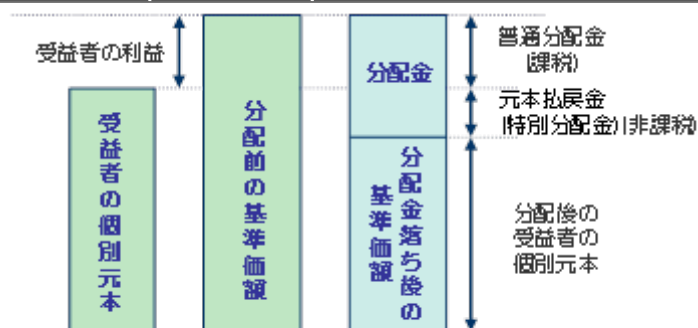 受益者の利益
受益者の個別元本
分配前の基準価額
分配金
分配金落ち後の
基準価額
普通分配金
(課税)
元本払戻金
(特別分配金)(非課税)
分配後の
受益者の
個別元本